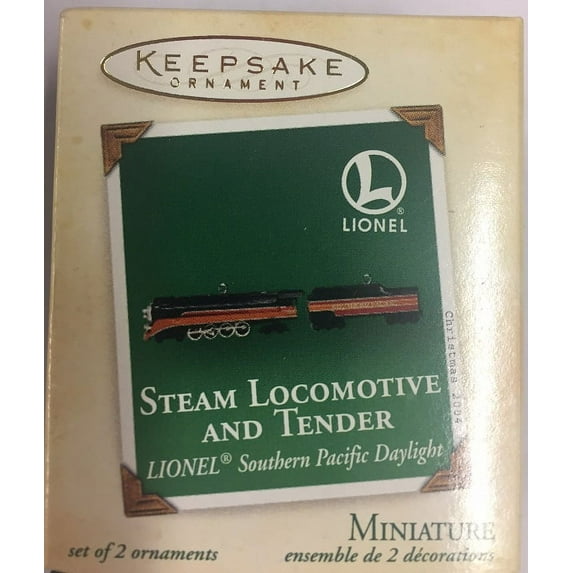 KEEPSAKE
ORNAMENT
L
LIONEL®
Christmas 2004
STEAM LOCOMOTIVE
AND TENDER
LIONEL® Southern Pacific Daylight
MINIATURE
set of 2 ornaments
ensemble de 2 décorations